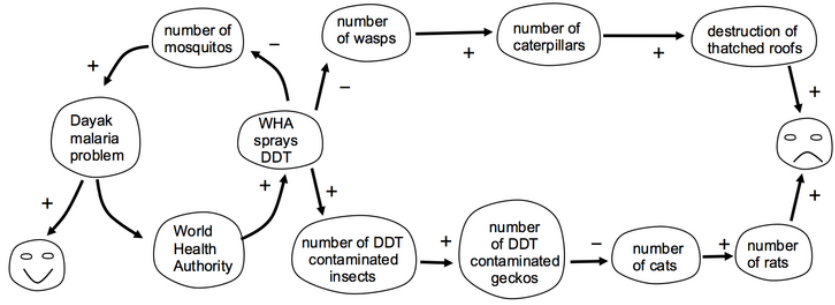 number of
mosquitos
–
+
Dayak
malaria
problem
+
World
Health
Authority
+
WHA
sprays
DDT
–
number
of wasps
+
number of
caterpillars
+
destruction of
thatched roofs
+
+
number of DDT
contaminated
insects
+
number
of DDT
contaminated
geckos
–
number
of cats
+
number
of rats
+